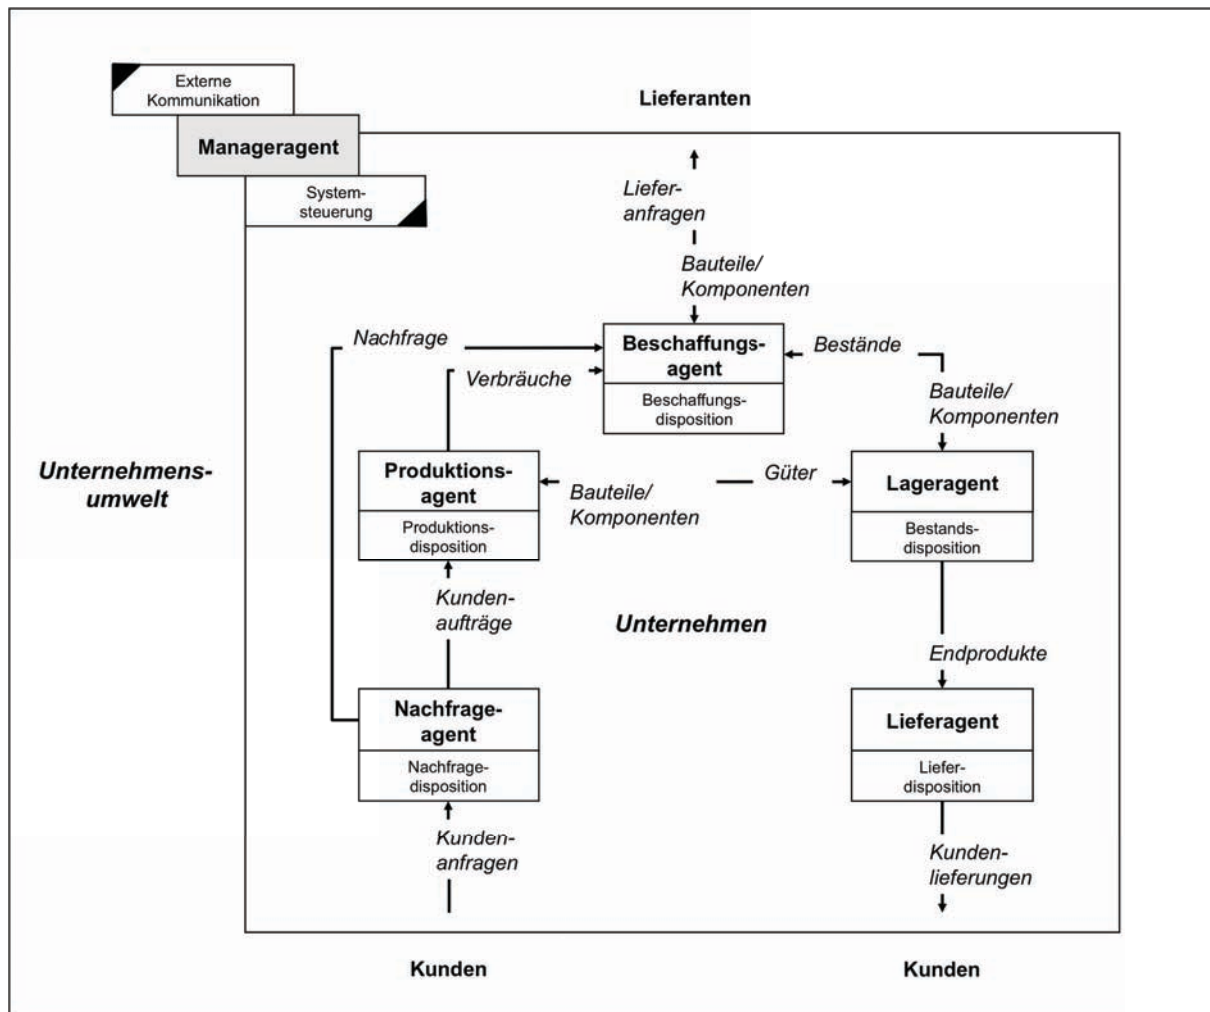 Externe
Kommunikation
Manageragent
System-
steuerung
Lieferanten
Liefer-
anfragen
Bauteile/
Komponenten
Nachfrage
Verbräuche
Beschaffungs-
agent
Beschaffungs-
disposition
Bestände
Bauteile/
Komponenten
Unternehmens-
umwelt
Produktions-
agent
Produktions-
disposition
Bauteile/
Komponenten
Güter
Lageragent
Bestands-
disposition
Kunden-
aufträge
Unternehmen
Endprodukte
Nachfrage-
agent
Nachfrage-
disposition
Lieferagent
Liefer-
disposition
Kunden-
anfragen
Kunden-
lieferungen
Kunden
Kunden